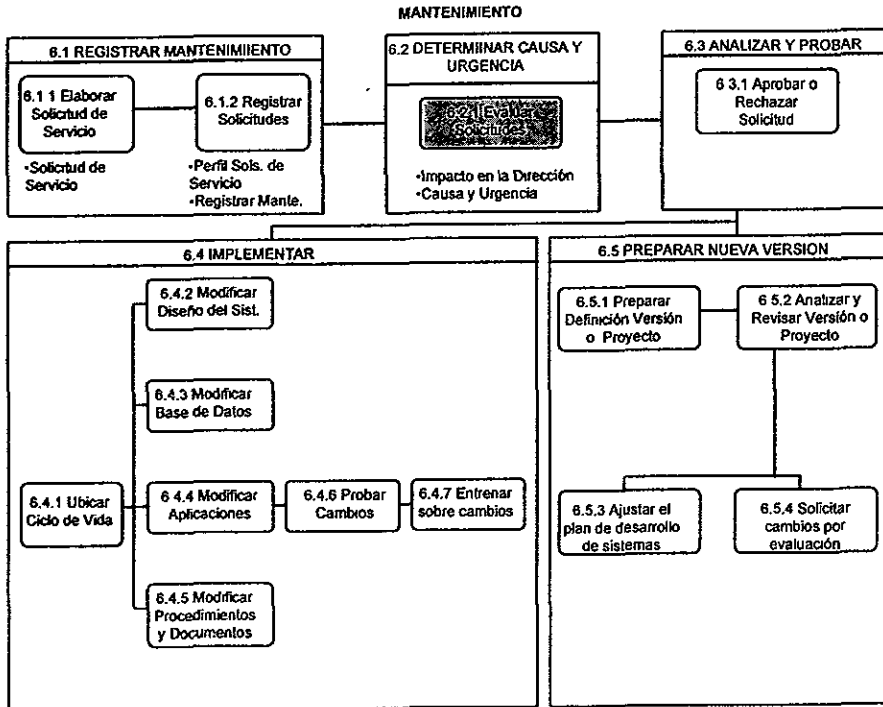 MANTENIMIENTO
6.1 REGISTRAR MANTENIMIIENTO
6.1 1 Elaborar
Solicitud de
Servicio
6.1.2 Registrar
Solicitudes
•Solicitud de
Servicio
•Perfil Sols. de
Servicio
•Registrar Mante.
6.2 DETERMINAR CAUSA Y
URGENCIA
6.2.1 Evaluar
Solicitudes
•Impacto en la Dirección
•Causa y Urgencia
6.3 ANALIZAR Y PROBAR
6 3.1 Aprobar o
Rechazar
Solicitud
6.4 IMPLEMENTAR
6.4.2 Modificar
Diseño del Sist.
6.4.3 Modificar
Base de Datos
6.4.1 Ubicar
Ciclo de Vida
6 4.4 Modificar
Aplicaciones
6.4.6 Probar
Cambios
6.4.7 Entrenar
sobre cambios
6.4.5 Modificar
Procedimientos
y Documentos
6.5 PREPARAR NUEVA VERSION
6.5.1 Preparar
Definición Versión
o Proyecto
6 5.2 Analizar y
Revisar Versión o
Proyecto
6.5.3 Ajustar el
plan de desarrollo
de sistemas
6.5.4 Solicitar
cambios por
evaluación